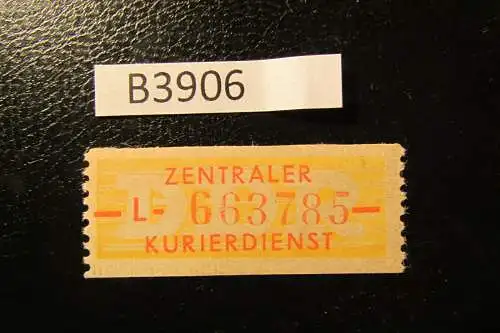 B3906
ZENTRALER
-L- 663785-
KURIERDIENST